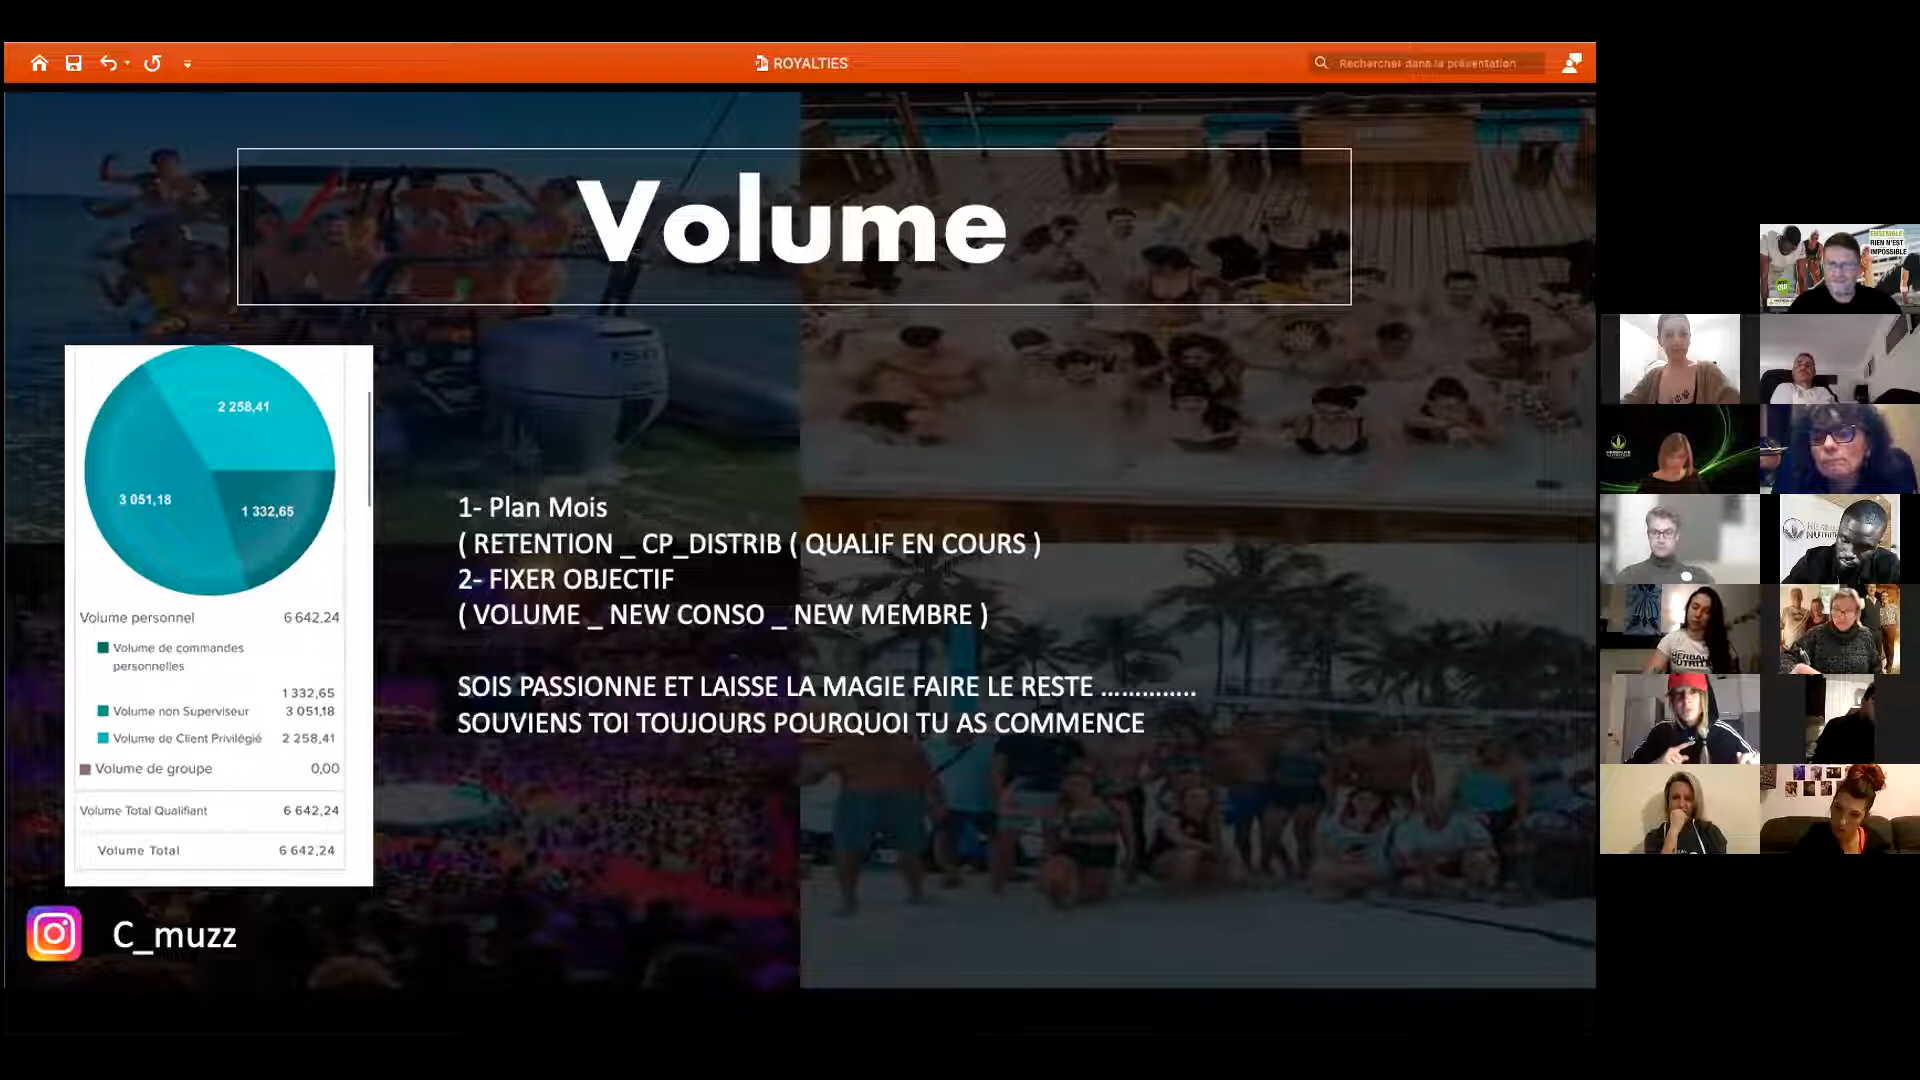 ROYALTIES
Rechercher dans la présentation
Volume
2 258,41
3 051,18
1 332,65
Volume personnel 6 642,24
Volume de commandes
personnelles
1 332,65
Volume non Superviseur 3 051,18
Volume de Client Privilégié 2 258,41
Volume de groupe 0,00
Volume Total Qualifiant 6 642,24
Volume Total 6 642,24
1- Plan Mois
( RETENTION _ CP_DISTRIB ( QUALIF EN COURS )
2- FIXER OBJECTIF
( VOLUME _ NEW CONSO _ NEW MEMBRE )
SOIS PASSIONNE ET LAISSE LA MAGIE FAIRE LE RESTE …………..
SOUVIENS TOI TOUJOURS POURQUOI TU AS COMMENCE
C_muzz
150
ENSEMBLE
RIEN N'EST
IMPOSSIBLE
OUI